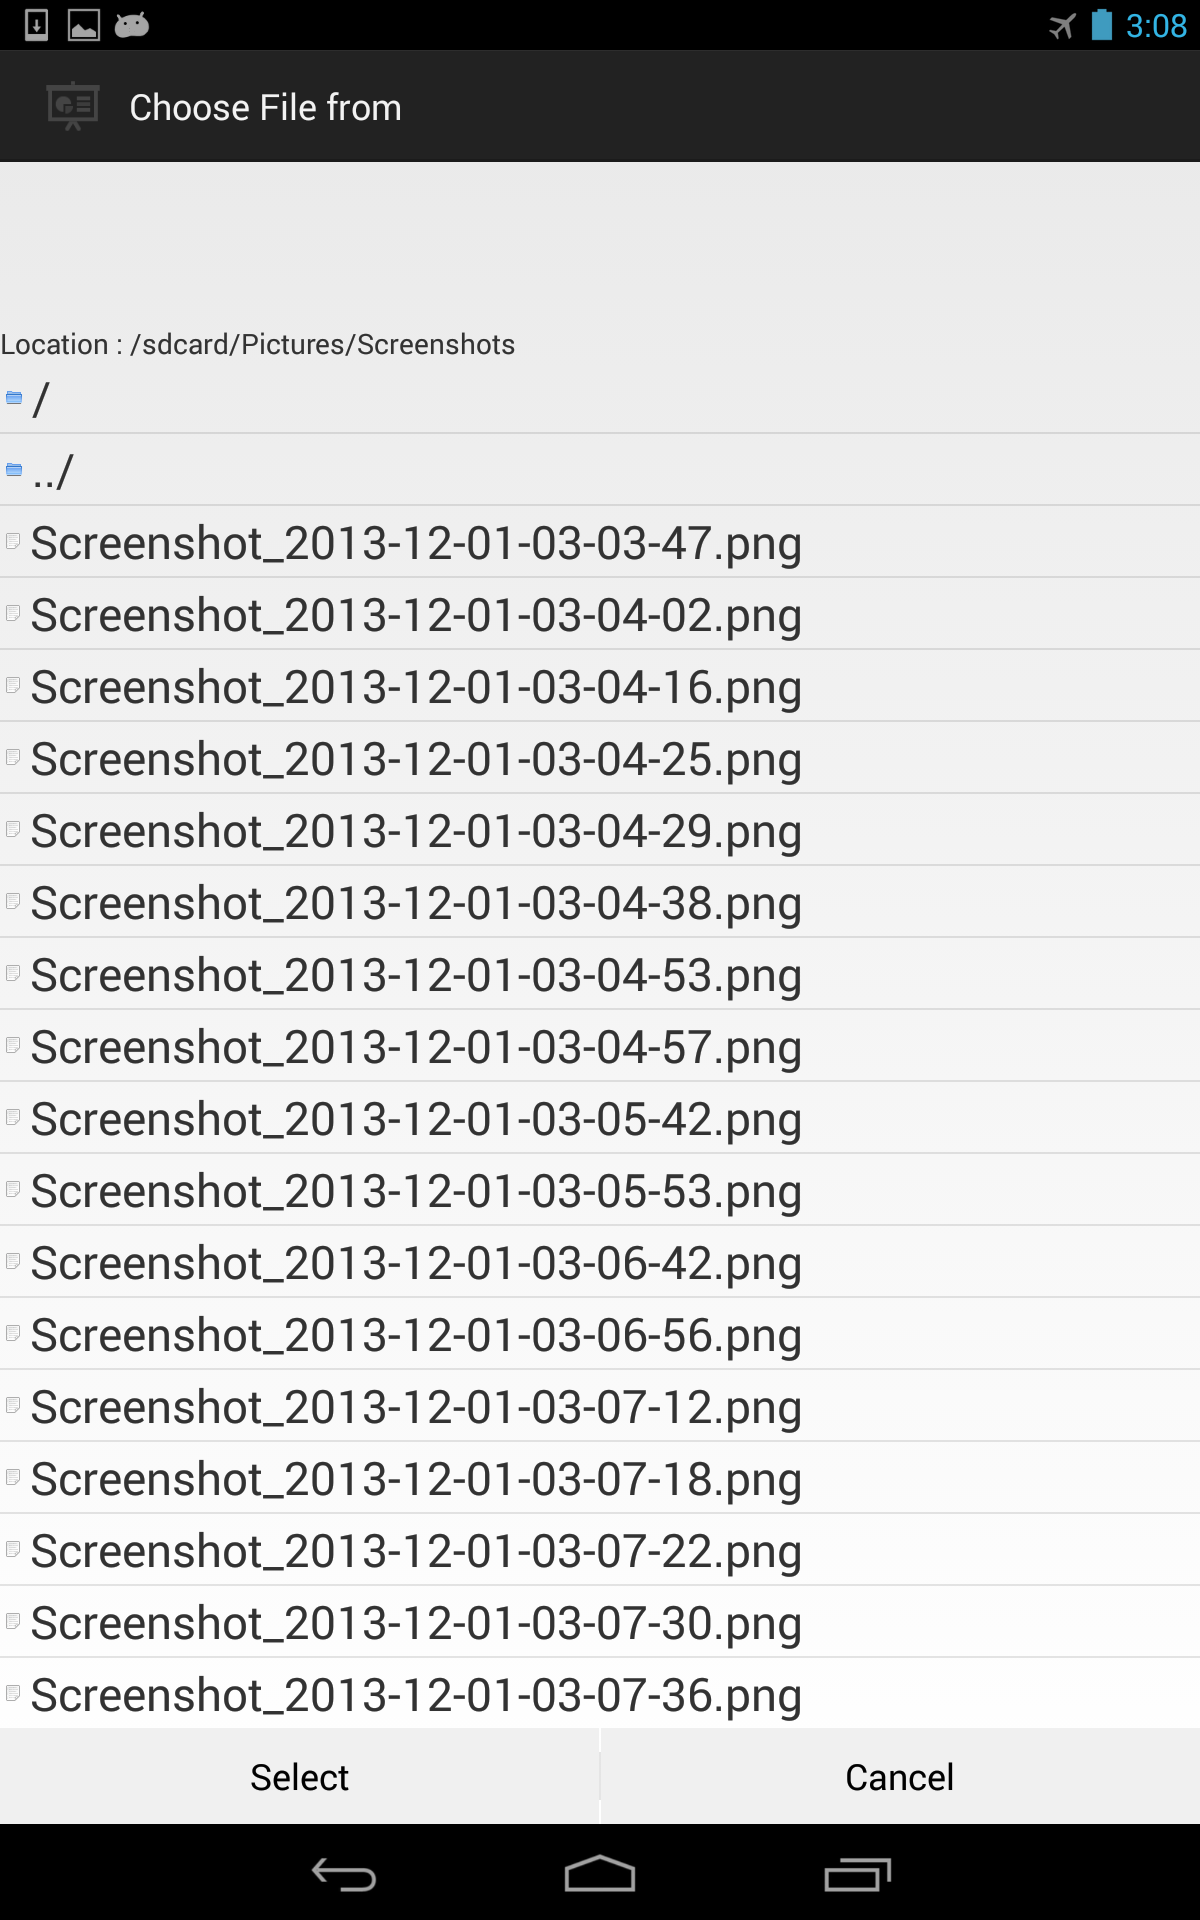 3:08
Choose File from
Location : /sdcard/Pictures/Screenshots
/
../
Screenshot_2013-12-01-03-03-47.png
Screenshot_2013-12-01-03-04-02.png
Screenshot_2013-12-01-03-04-16.png
Screenshot_2013-12-01-03-04-25.png
Screenshot_2013-12-01-03-04-29.png
Screenshot_2013-12-01-03-04-38.png
Screenshot_2013-12-01-03-04-53.png
Screenshot_2013-12-01-03-04-57.png
Screenshot_2013-12-01-03-05-42.png
Screenshot_2013-12-01-03-05-53.png
Screenshot_2013-12-01-03-06-42.png
Screenshot_2013-12-01-03-06-56.png
Screenshot_2013-12-01-03-07-12.png
Screenshot_2013-12-01-03-07-18.png
Screenshot_2013-12-01-03-07-22.png
Screenshot_2013-12-01-03-07-30.png
Screenshot_2013-12-01-03-07-36.png
Select Cancel